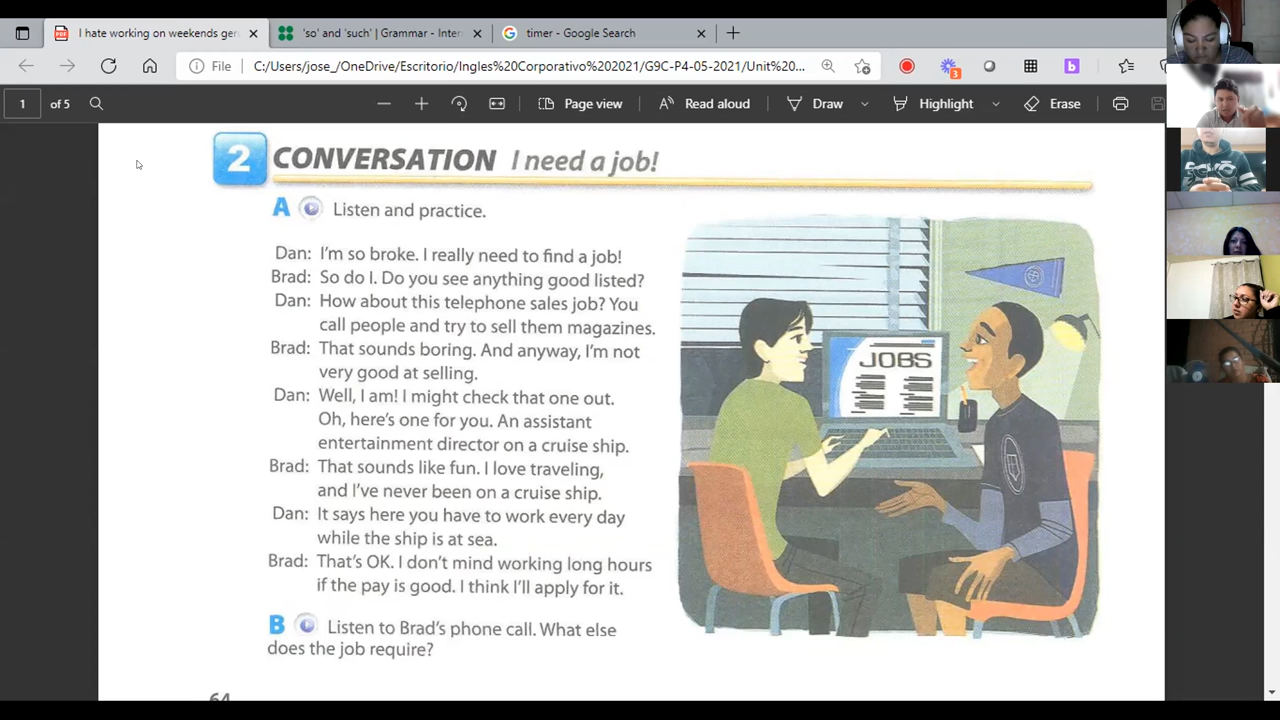 I hate working on weekends ger
'so' and 'such' | Grammar - Inter
timer - Google Search
File
C:/Users/jose_/OneDrive/Escritorio/Ingles%20Corporativo%202021/G9C-P4-05-2021/Unit%20...
3
b
1 of 5
Page view
Read aloud
Draw
Highlight
Erase
2 CONVERSATION I need a job!
A Listen and practice.
Dan: I'm so broke. I really need to find a job!
Brad: So do I. Do you see anything good listed?
Dan: How about this telephone sales job? You
call people and try to sell them magazines.
Brad: That sounds boring. And anyway, I'm not
very good at selling.
Dan: Well, I am! I might check that one out.
Oh, here's one for you. An assistant
entertainment director on a cruise ship.
Brad: That sounds like fun. I love traveling,
and I've never been on a cruise ship.
Dan: It says here you have to work every day
while the ship is at sea.
Brad: That's OK. I don't mind working long hours
if the pay is good. I think I'll apply for it.
JOBS
B Listen to Brad's phone call. What else
does the job require?
64